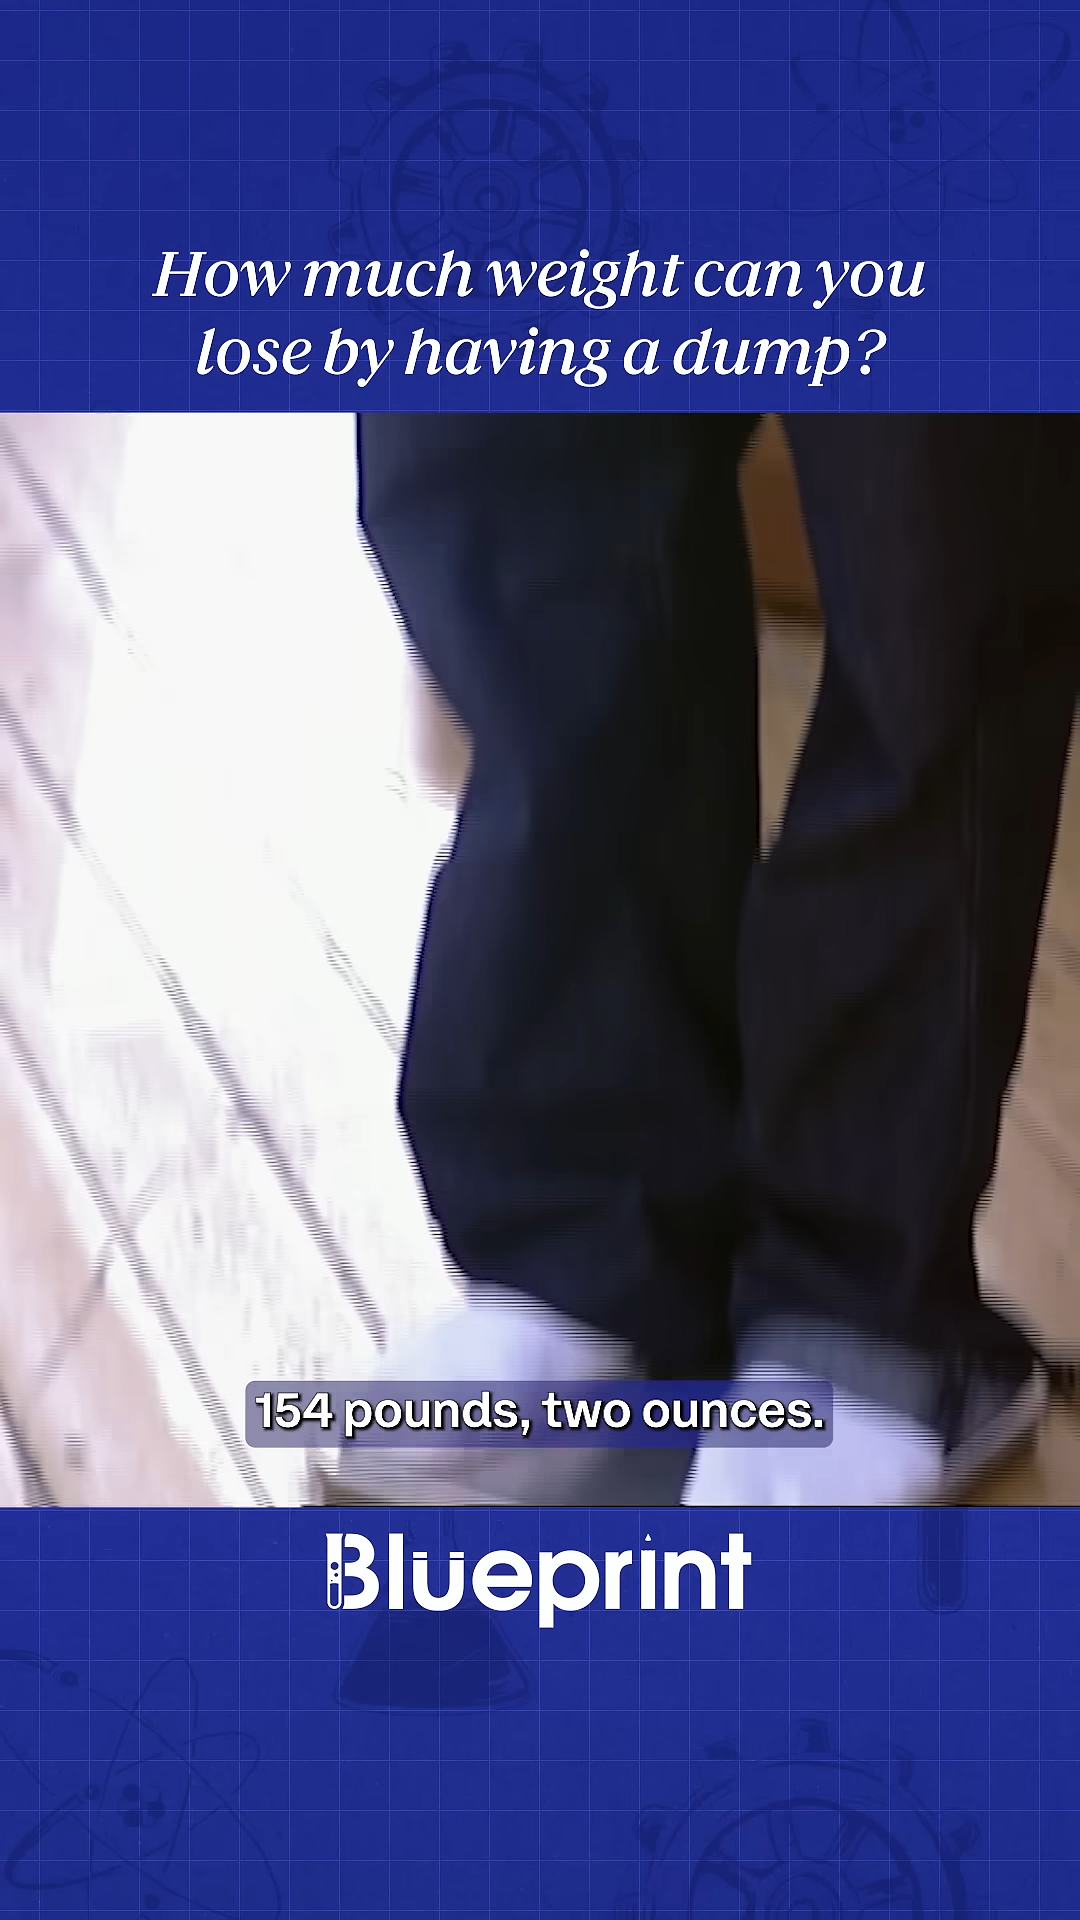 How much weight can you
lose by having a dump?
154 pounds, two ounces.
Blueprint